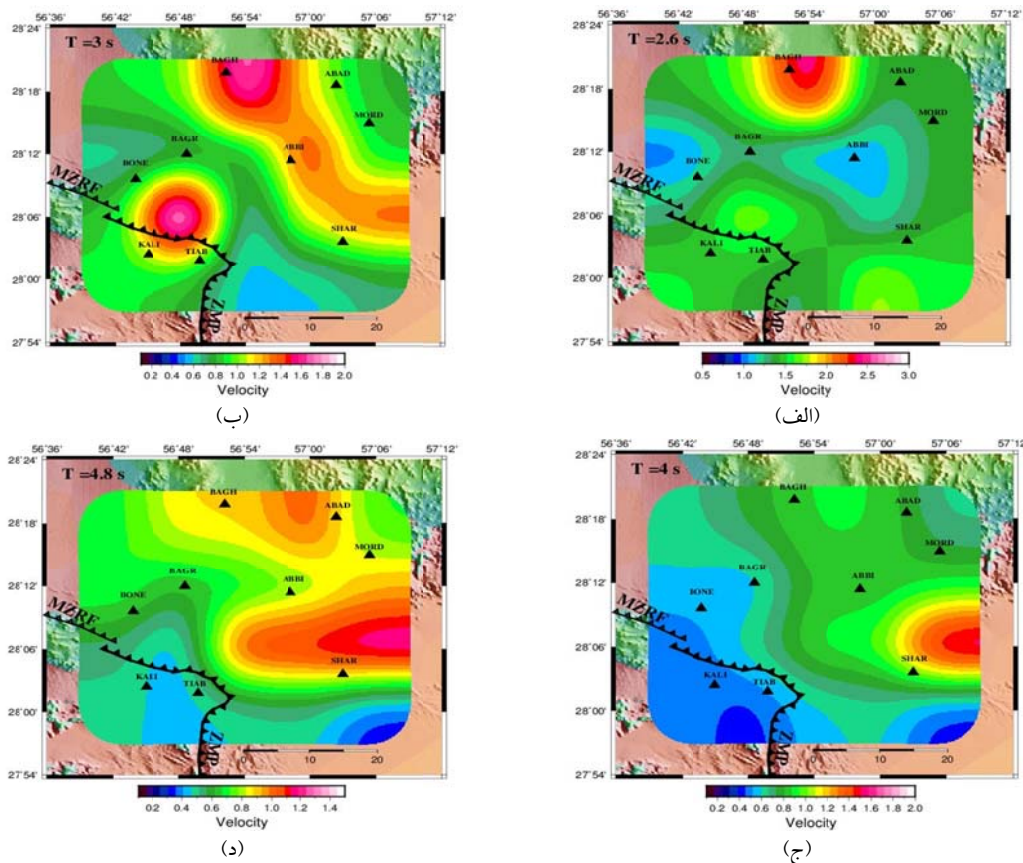 56˚36' 56˚42' 56˚48' 56˚54' 57˚00' 57˚06' 57˚12'
28˚24'
28˚18'
28˚12'
28˚06'
28˚00'
27˚54'
T =3 s
BAGH
ABAD
MORD
BAGR
ABBI
BONE
MZRF
KALI
TIAB
SHAR
ZMP
0 10 20
0.2 0.4 0.6 0.8 1.0 1.2 1.4 1.6 1.8 2.0
Velocity
(ب)
56˚36' 56˚42' 56˚48' 56˚54' 57˚00' 57˚06' 57˚12'
28˚24'
28˚18'
28˚12'
28˚06'
28˚00'
27˚54'
T =2.6 s
BAGH
ABAD
MORD
BAGR
ABBI
BONE
MZRF
KALI
TIAB
SHAR
ZMP
0 10 20
0.5 1.0 1.5 2.0 2.5 3.0
Velocity
(الف)
56˚36' 56˚42' 56˚48' 56˚54' 57˚00' 57˚06' 57˚12'
28˚24'
28˚18'
28˚12'
28˚06'
28˚00'
27˚54'
T =4.8 s
BAGH
ABAD
MORD
BAGR
ABBI
BONE
MZRF
KALI
TIAB
SHAR
ZMP
0 10 20
0.2 0.4 0.6 0.8 1.0 1.2 1.4
Velocity
(د)
56˚36' 56˚42' 56˚48' 56˚54' 57˚00' 57˚06' 57˚12'
28˚24'
28˚18'
28˚12'
28˚06'
28˚00'
27˚54'
T =4 s
BAGH
ABAD
MORD
BAGR
ABBI
BONE
MZRF
KALI
TIAB
SHAR
ZMP
0 10 20
0.2 0.4 0.6 0.8 1.0 1.2 1.4 1.6 1.8 2.0
Velocity
(ج)